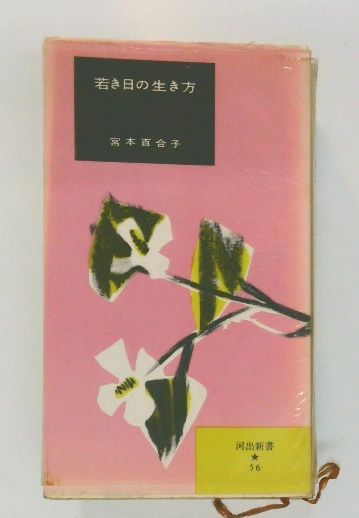 若き日の生き方
宮本百合子
河出新書
★
56